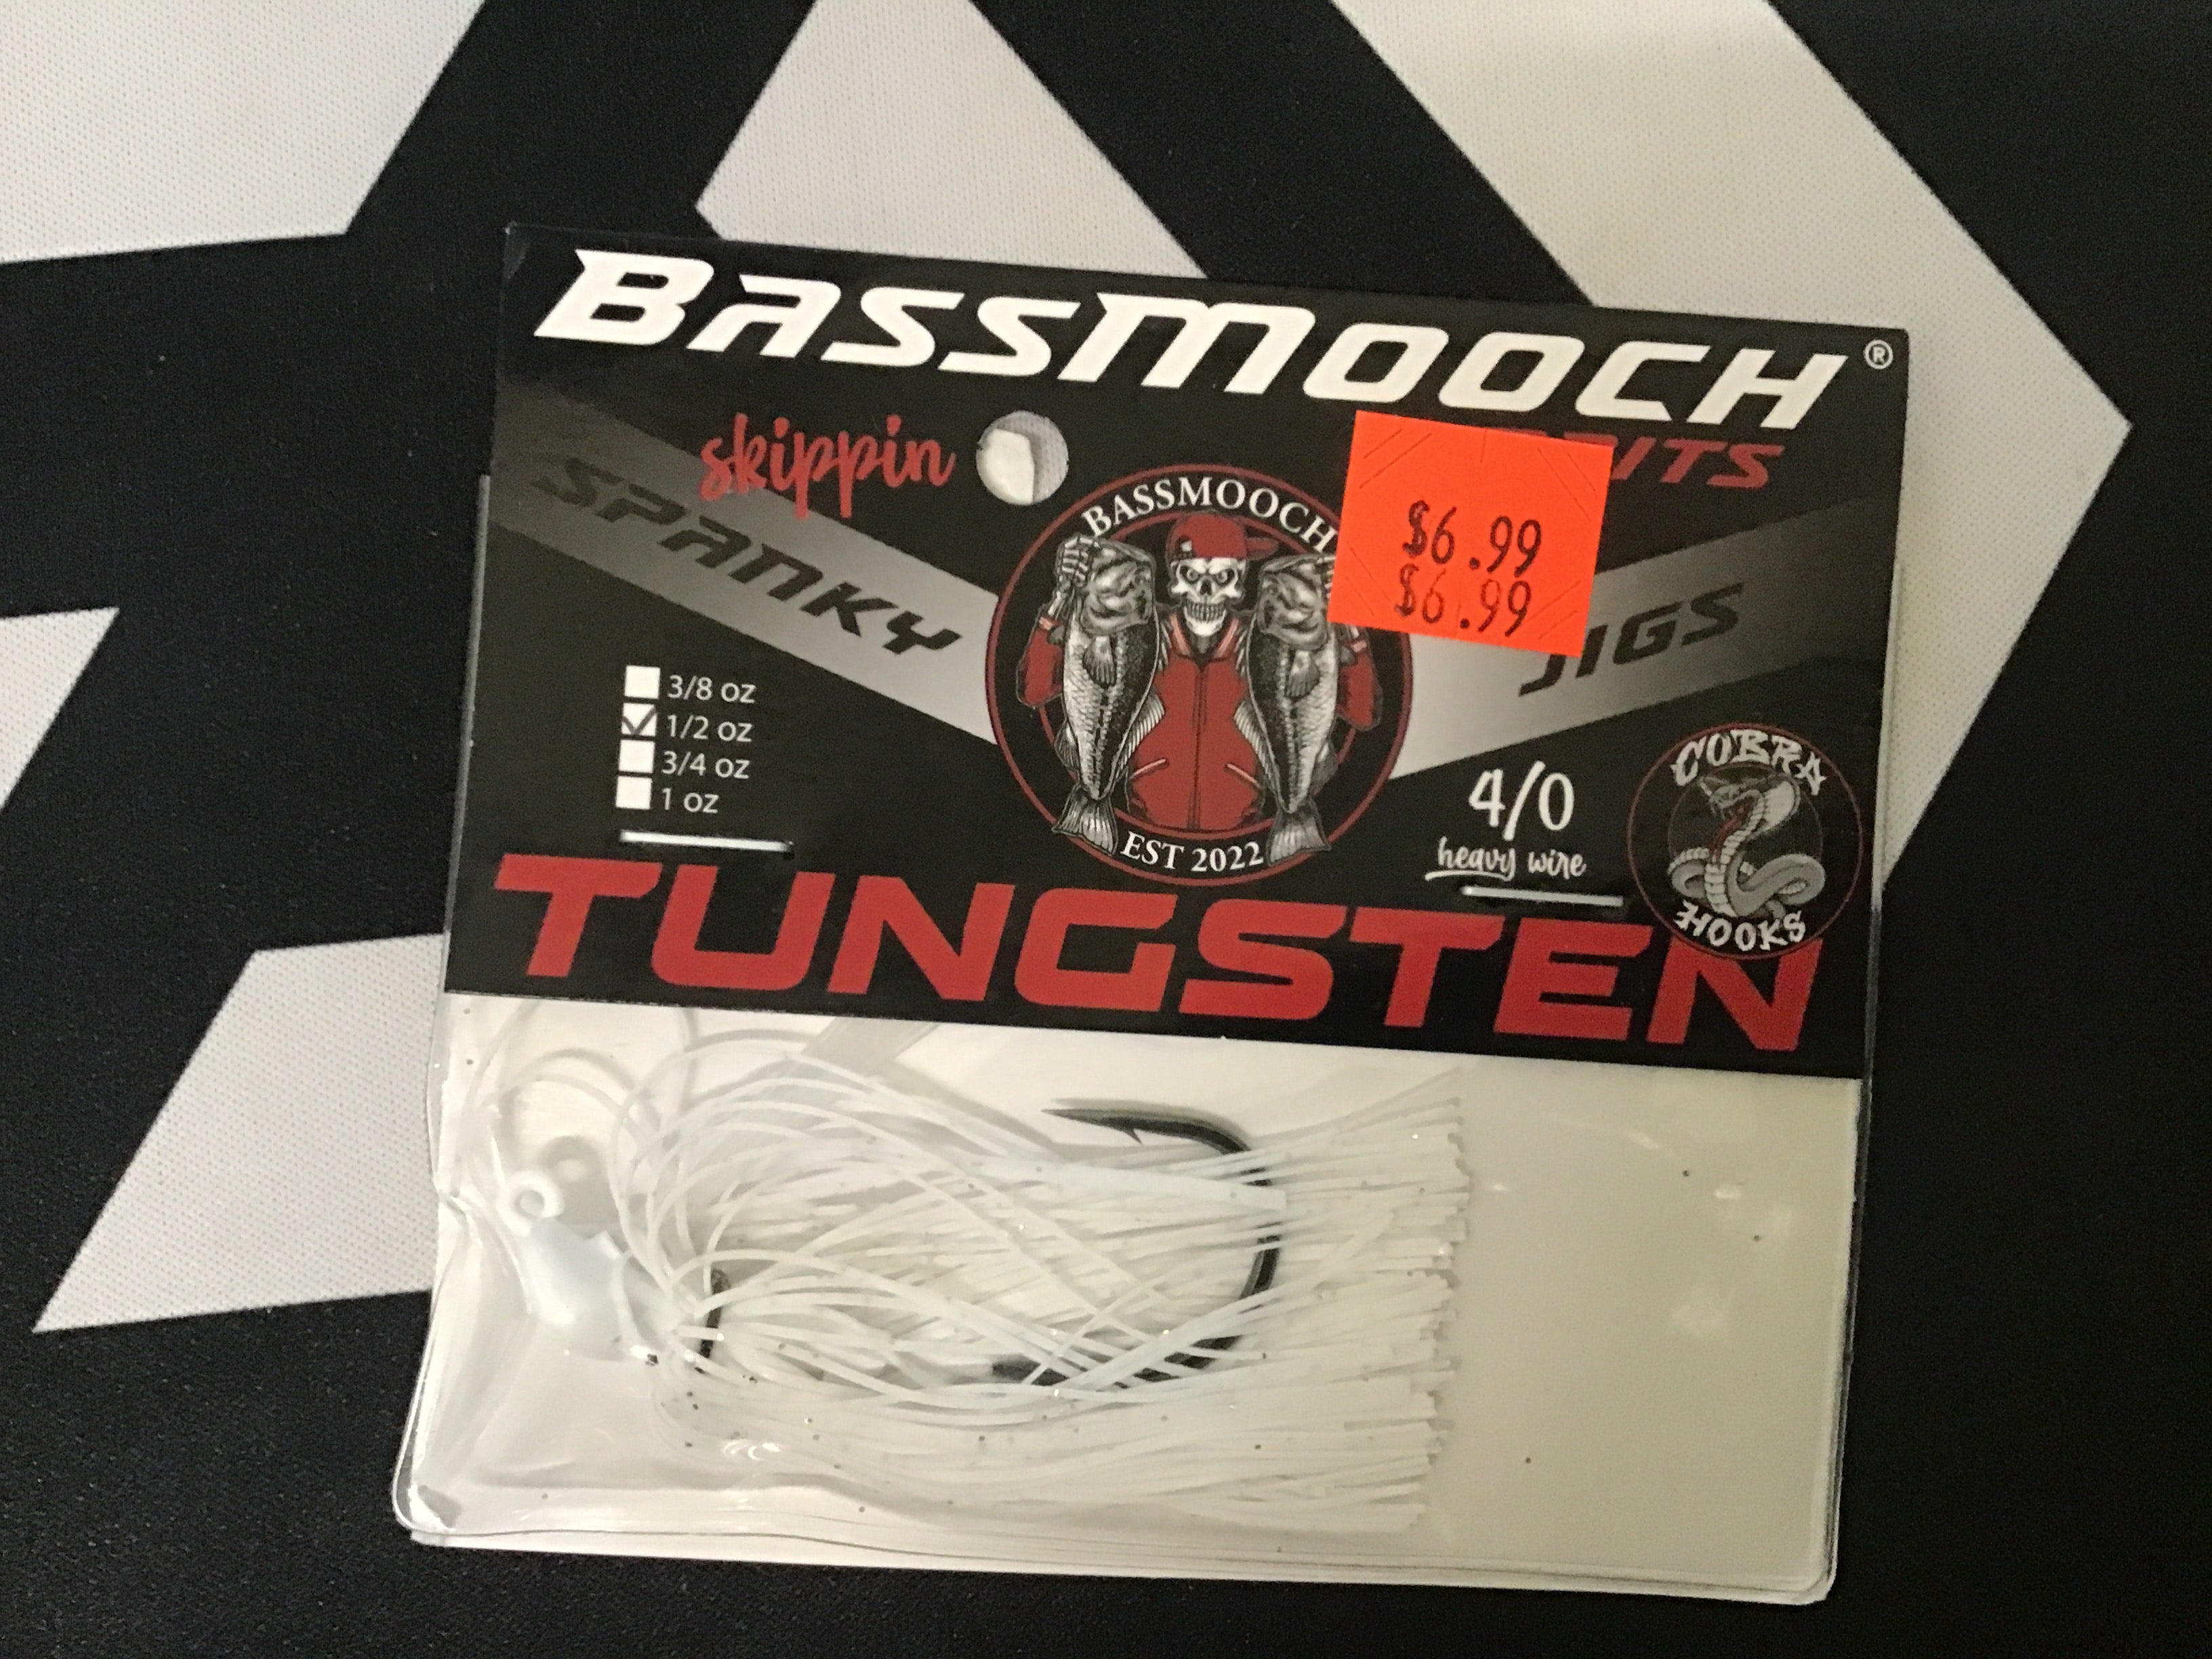 BASSMOOCH®
skippin
SPANKY
JIGS
BASSMOOCH
EST 2022
$6.99
$6.99
3/8 oz
1/2 oz
3/4 oz
1 oz
4/0
heavy wire
COBRA
HOOKS
TUNGSTEN